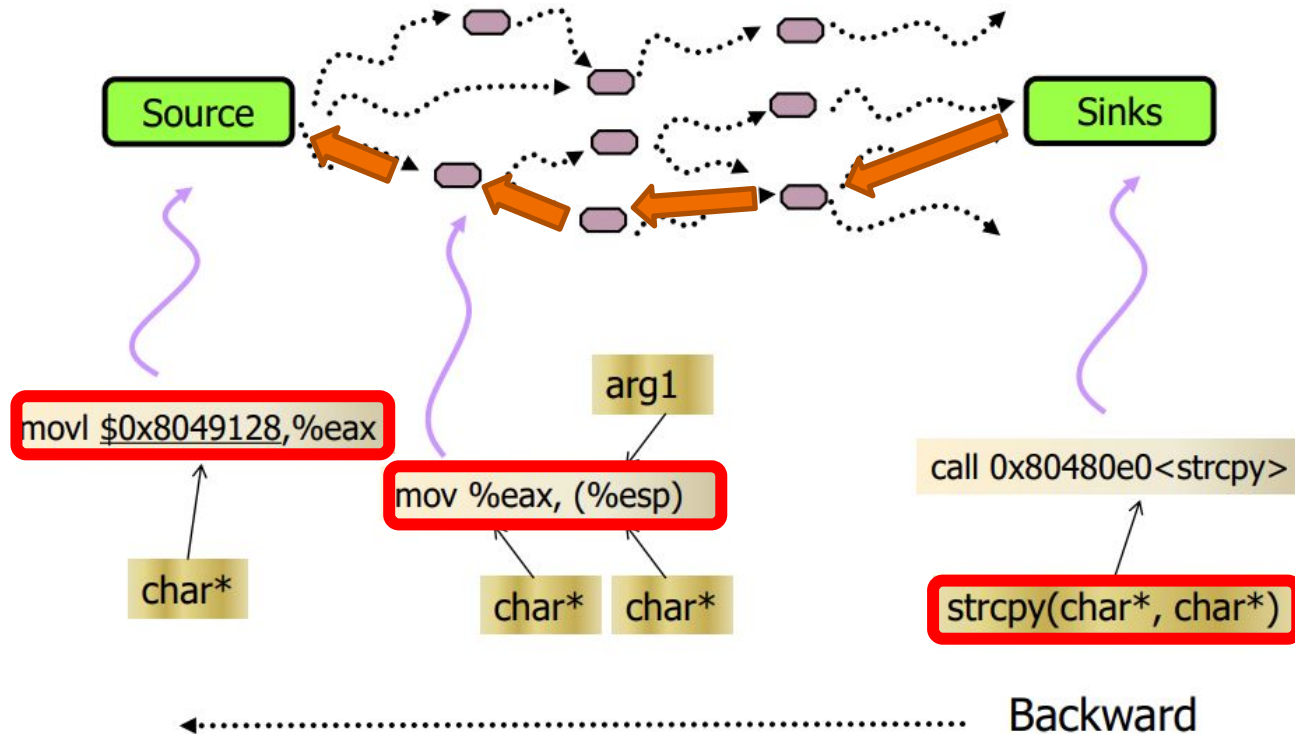 Source
Sinks
arg1
movl $0x8049128,%eax
call 0x80480e0<strcpy>
mov %eax, (%esp)
char*
char*
char*
strcpy(char*, char*)
Backward